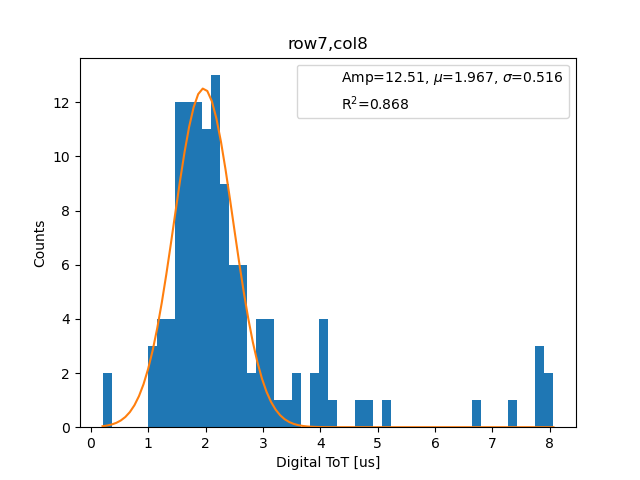 row7,col8
Amp=12.51, μ=1.967, σ=0.516
R²=0.868
Counts
12
10
8
6
4
2
0
0 1 2 3 4 5 6 7 8
Digital ToT [us]